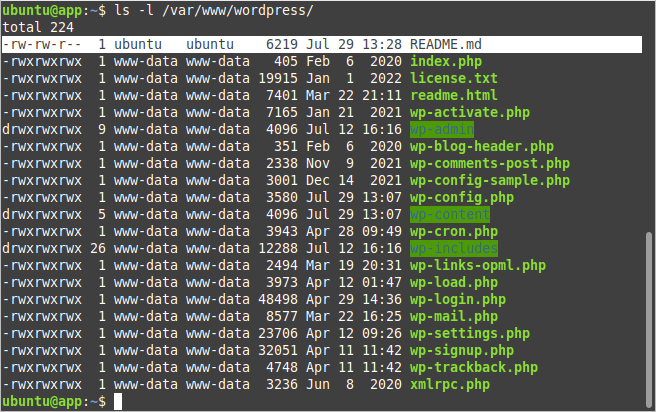 ubuntu@app:~$ ls -l /var/www/wordpress/
total 224
-rw-rw-r-- 1 ubuntu ubuntu 6219 Jul 29 13:28 README.md
-rwxrwxrwx 1 www-data www-data 405 Feb 6 2020 index.php
-rwxrwxrwx 1 www-data www-data 19915 Jan 1 2022 license.txt
-rwxrwxrwx 1 www-data www-data 7401 Mar 22 21:11 readme.html
-rwxrwxrwx 1 www-data www-data 7165 Jan 21 2021 wp-activate.php
drwxrwxrwx 9 www-data www-data 4096 Jul 12 16:16 wp-admin
-rwxrwxrwx 1 www-data www-data 351 Feb 6 2020 wp-blog-header.php
-rwxrwxrwx 1 www-data www-data 2338 Nov 9 2021 wp-comments-post.php
-rwxrwxrwx 1 www-data www-data 3001 Dec 14 2021 wp-config-sample.php
-rwxrwxrwx 1 www-data www-data 3580 Jul 29 13:07 wp-config.php
drwxrwxrwx 5 www-data www-data 4096 Jul 29 13:07 wp-content
-rwxrwxrwx 1 www-data www-data 3943 Apr 28 09:49 wp-cron.php
drwxrwxrwx 26 www-data www-data 12288 Jul 12 16:16 wp-includes
-rwxrwxrwx 1 www-data www-data 2494 Mar 19 20:31 wp-links-opml.php
-rwxrwxrwx 1 www-data www-data 3973 Apr 12 01:47 wp-load.php
-rwxrwxrwx 1 www-data www-data 48498 Apr 29 14:36 wp-login.php
-rwxrwxrwx 1 www-data www-data 8577 Mar 22 16:25 wp-mail.php
-rwxrwxrwx 1 www-data www-data 23706 Apr 12 09:26 wp-settings.php
-rwxrwxrwx 1 www-data www-data 32051 Apr 11 11:42 wp-signup.php
-rwxrwxrwx 1 www-data www-data 4748 Apr 11 11:42 wp-trackback.php
-rwxrwxrwx 1 www-data www-data 3236 Jun 8 2020 xmlrpc.php
ubuntu@app:~$